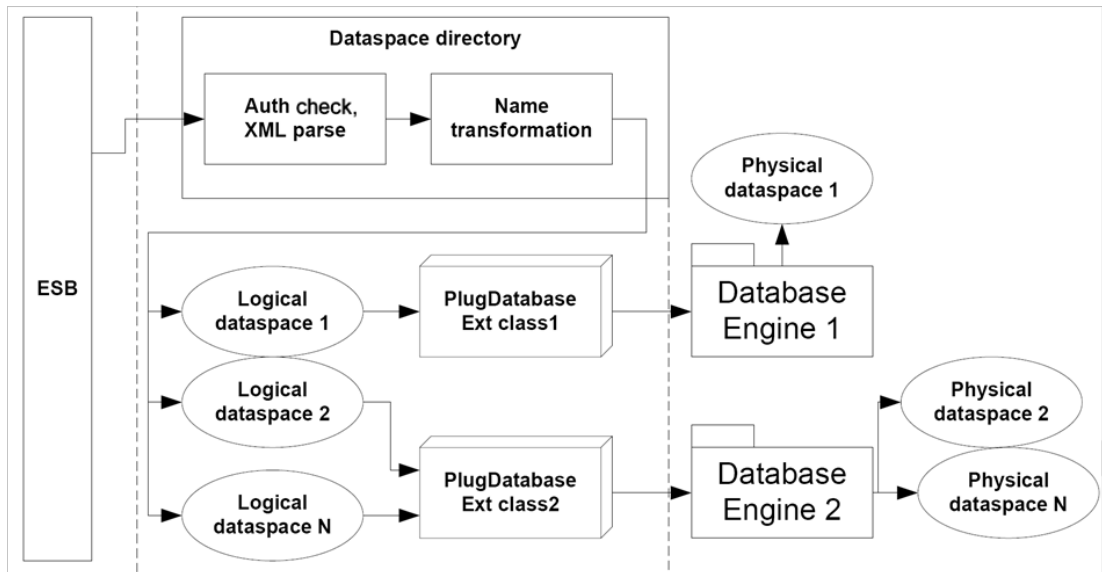 Dataspace directory
Auth check,
XML parse
Name
transformation
Physical
dataspace 1
ESB
Logical
dataspace 1
PlugDatabase
Ext class1
Database
Engine 1
Logical
dataspace 2
Physical
dataspace 2
PlugDatabase
Ext class2
Database
Engine 2
Logical
dataspace N
Physical
dataspace N